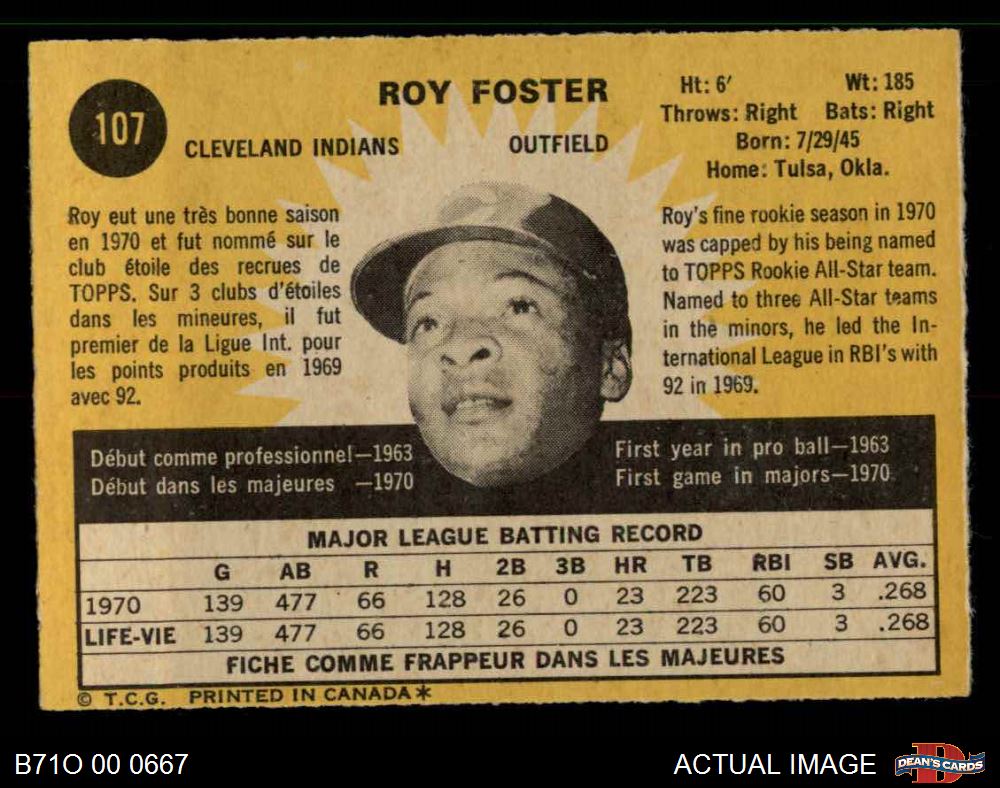 107
ROY FOSTER
CLEVELAND INDIANS OUTFIELD
Ht: 6′ Wt: 185
Throws: Right Bats: Right
Born: 7/29/45
Home: Tulsa, Okla.
Roy eut une très bonne saison
en 1970 et fut nommé sur le
club étoile des recrues de
TOPPS. Sur 3 clubs d'étoiles
dans les mineures, il fut
premier de la Ligue Int. pour
les points produits en 1969
avec 92.
Roy's fine rookie season in 1970
was capped by his being named
to TOPPS Rookie All-Star team.
Named to three All-Star teams
in the minors, he led the In-
ternational League in RBI's with
92 in 1969.
Début comme professionnel—1963
Début dans les majeures —1970
First year in pro ball—1963
First game in majors—1970
MAJOR LEAGUE BATTING RECORD
G AB R H 2B 3B HR TB RBI SB AVG.
1970 139 477 66 128 26 0 23 223 60 3 .268
LIFE-VIE 139 477 66 128 26 0 23 223 60 3 .268
FICHE COMME FRAPPEUR DANS LES MAJEURES
© T.C.G. PRINTED IN CANADA*
B71O 00 0667 ACTUAL IMAGE
D
DEAN'S CARDS